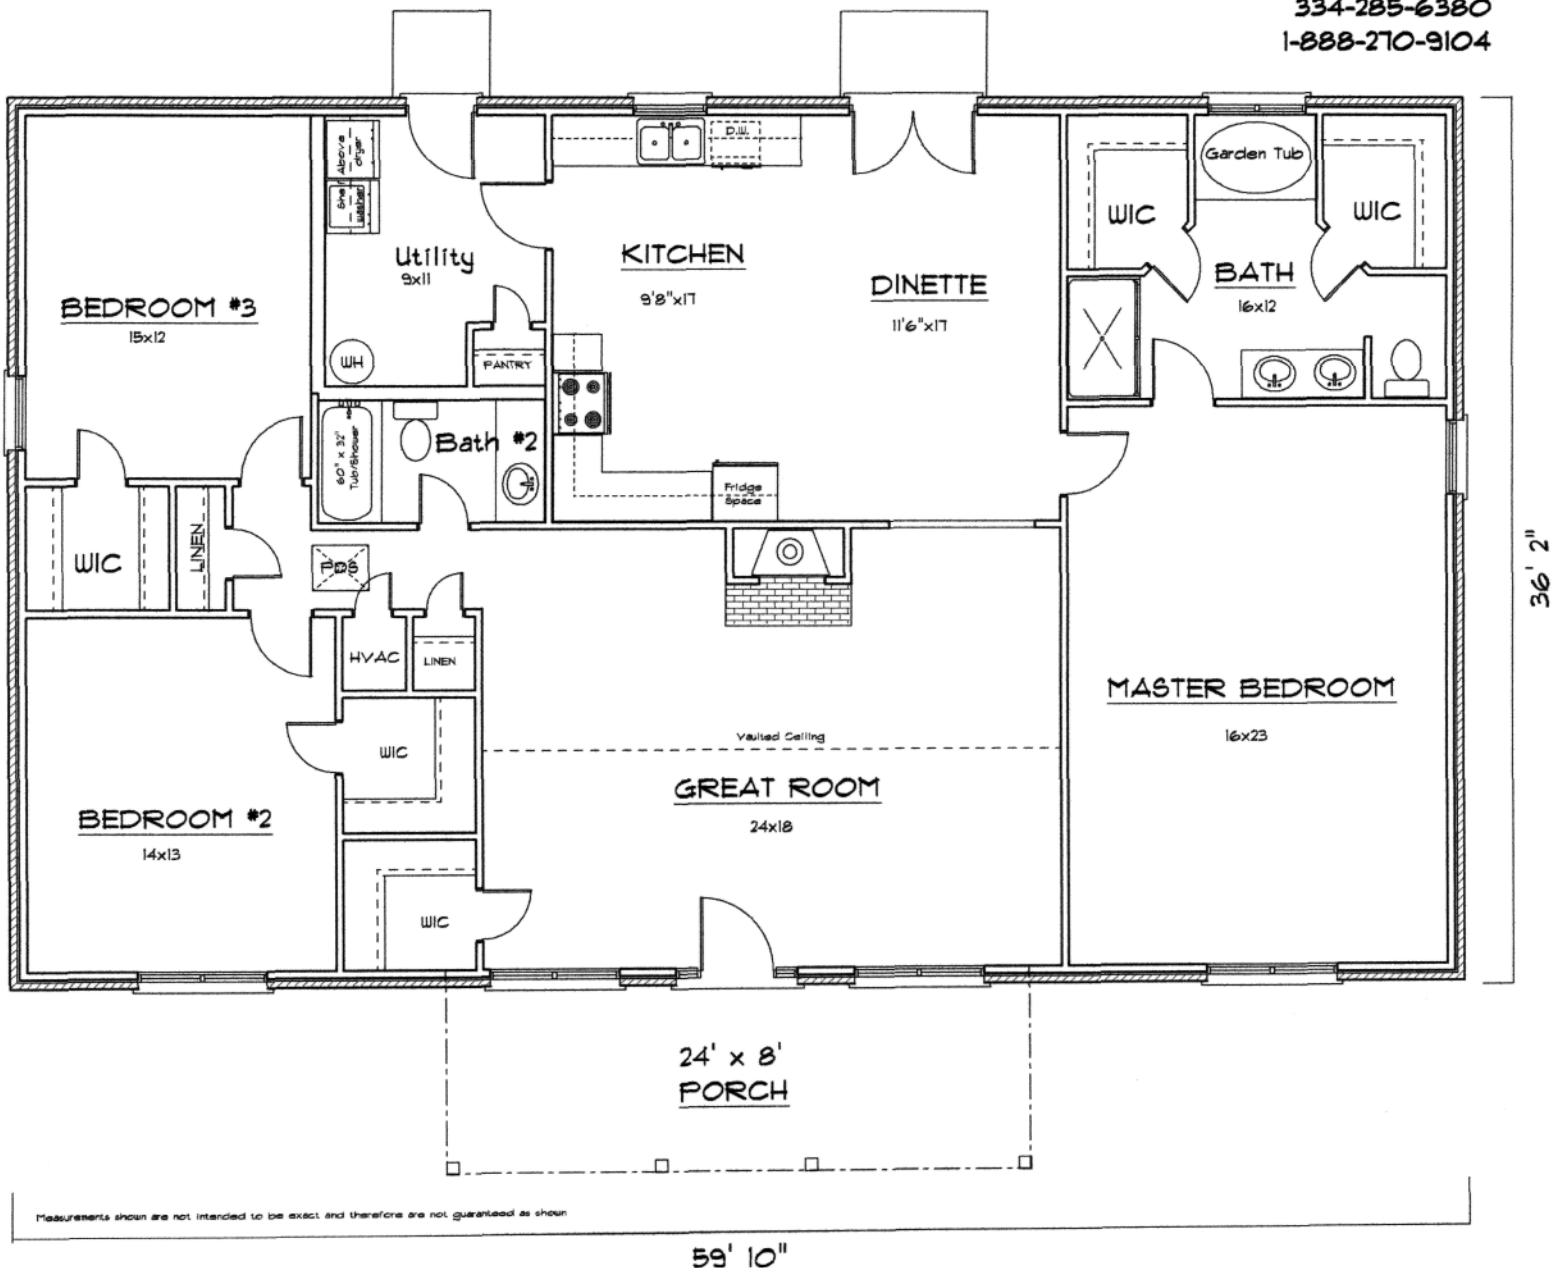 334-285-6380
1-888-270-9104
Shelf Above
dryer
washer
D.W.
Garden Tub
WIC
WIC
Utility
9x11
KITCHEN
9'8"x17
DINETTE
11'6"x17
BATH
16x12
BEDROOM #3
15x12
WH
PANTRY
60" x 32"
Tub/Shower
Bath #2
Fridge
Space
WIC
LINEN
PDS
HVAC
LINEN
36' 2"
MASTER BEDROOM
16x23
WIC
Vaulted Ceiling
GREAT ROOM
24x18
BEDROOM #2
14x13
WIC
24' x 8'
PORCH
Measurements shown are not intended to be exact and therefore are not guaranteed as shown
59' 10"